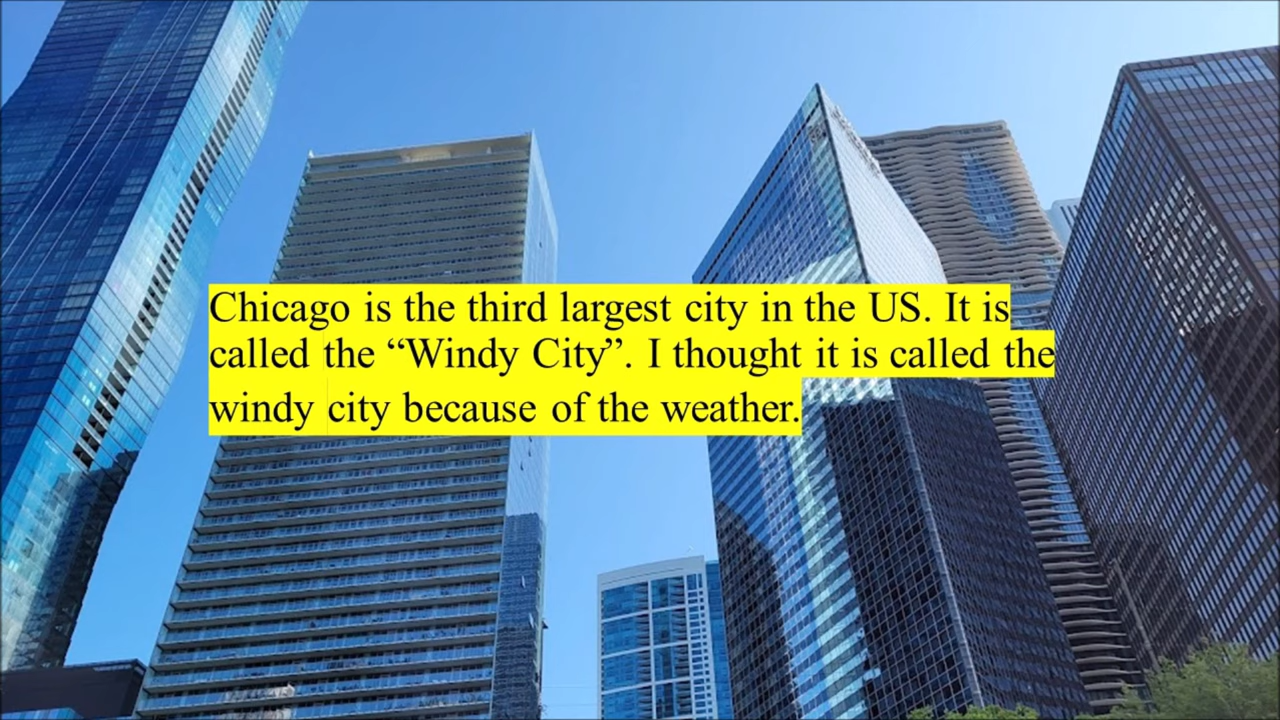 Chicago is the third largest city in the US. It is
called the “Windy City”. I thought it is called the
windy city because of the weather.